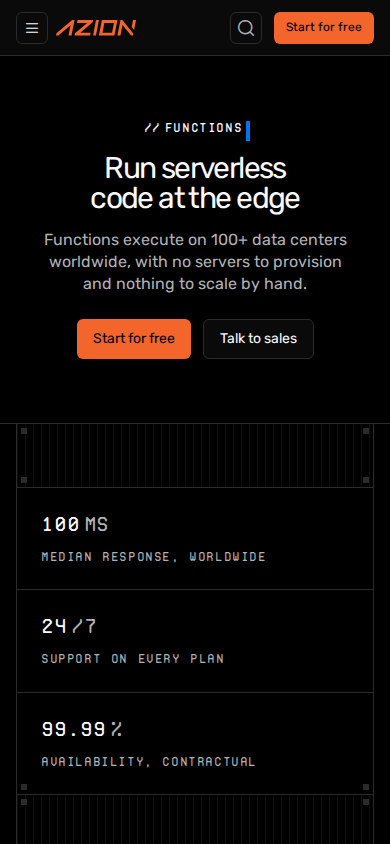 AZION
Start for free
// FUNCTIONS
Run serverless
code at the edge
Functions execute on 100+ data centers
worldwide, with no servers to provision
and nothing to scale by hand.
Start for free
Talk to sales
100 MS
MEDIAN RESPONSE, WORLDWIDE
24/7
SUPPORT ON EVERY PLAN
99.99%
AVAILABILITY, CONTRACTUAL